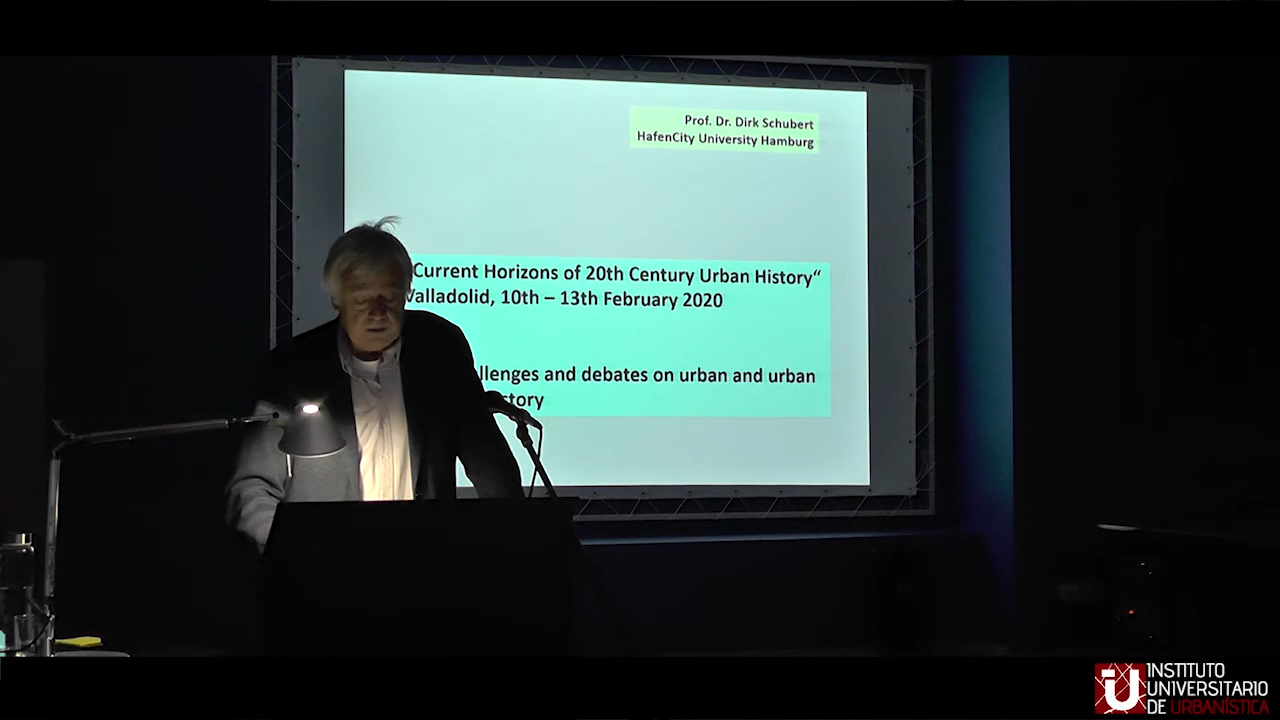 Prof. Dr. Dirk Schubert
HafenCity University Hamburg
Current Horizons of 20th Century Urban History“
Valladolid, 10th – 13th February 2020
llenges and debates on urban and urban
story
INSTITUTO
UNIVERSITARIO
DE URBANÍSTICA